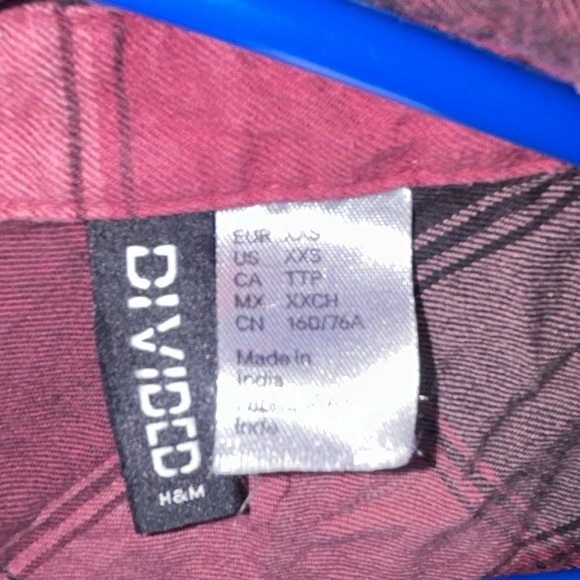 DIVIDED
H&M
EUR XXS
US XXS
CA TTP
MX XXCH
CN 160/76A
Made in
India
Inde